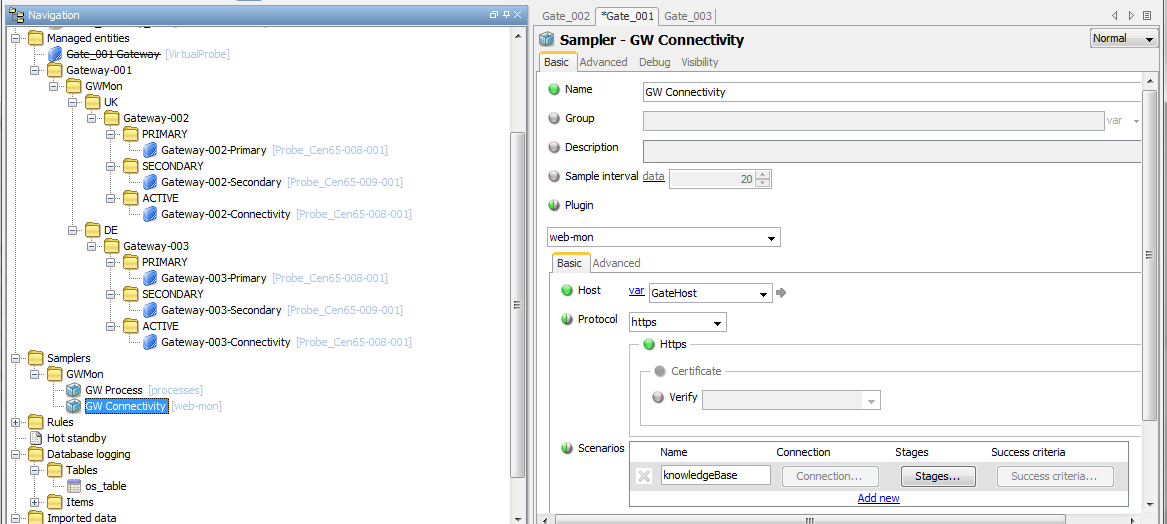 Navigation
Managed entities
Gate_001 Gateway [VirtualProbe]
Gateway-001
GWMon
UK
Gateway-002
PRIMARY
Gateway-002-Primary [Probe_Cen65-008-001]
SECONDARY
Gateway-002-Secondary [Probe_Cen65-009-001]
ACTIVE
Gateway-002-Connectivity [Probe_Cen65-008-001]
DE
Gateway-003
PRIMARY
Gateway-003-Primary [Probe_Cen65-008-001]
SECONDARY
Gateway-003-Secondary [Probe_Cen65-009-001]
ACTIVE
Gateway-003-Connectivity [Probe_Cen65-008-001]
Samplers
GWMon
GW Process [processes]
GW Connectivity [web-mon]
Rules
Hot standby
Database logging
Tables
os_table
Items
Imported data
Gate_002 *Gate_001 Gate_003
Sampler - GW Connectivity Normal
Basic Advanced Debug Visibility
Name GW Connectivity
Group var
Description
Sample interval data 20
Plugin
web-mon
Basic Advanced
Host var GateHost
Protocol https
Https
Certificate
Verify
Scenarios Name Connection Stages Success criteria
knowledgeBase Connection... Stages... Success criteria...
Add new